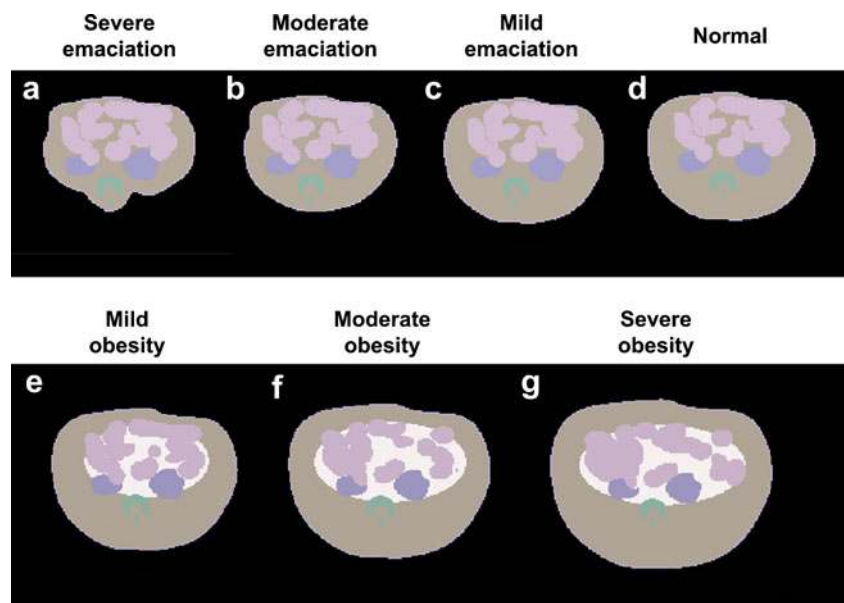 Severe
emaciation
Moderate
emaciation
Mild
emaciation
Normal
a
b
c
d
Mild
obesity
Moderate
obesity
Severe
obesity
e
f
g